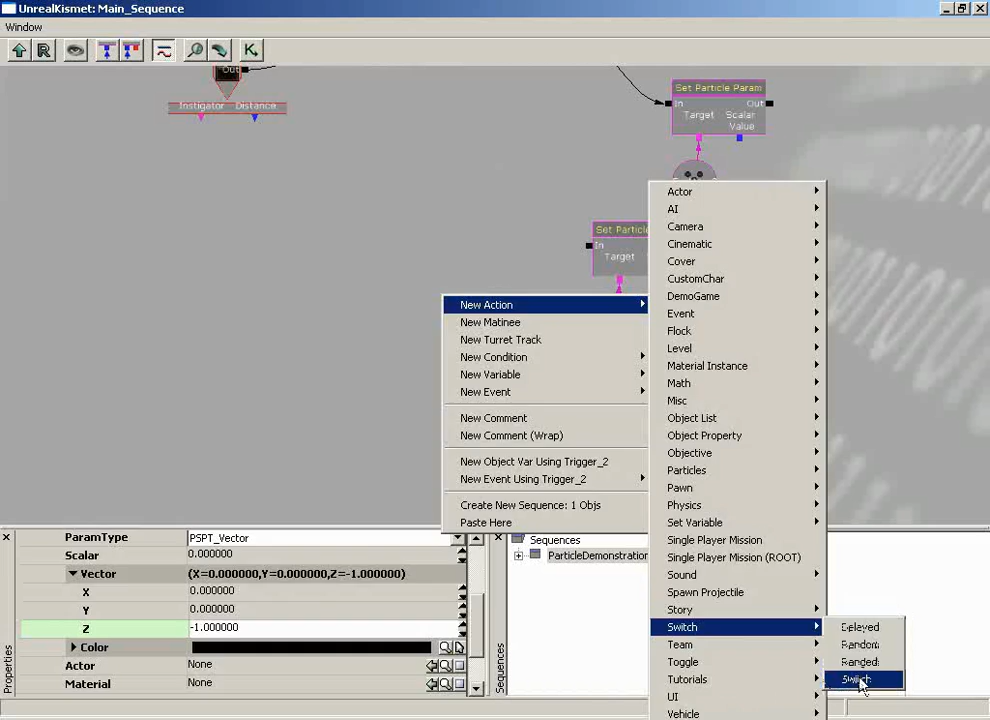 UnrealKismet: Main_Sequence
Window
Out
Instigator Distance
Set Particle Param
In Out
Target Scalar
Value
Set Particle
In
Target
New Action
New Matinee
New Turret Track
New Condition
New Variable
New Event
New Comment
New Comment (Wrap)
New Object Var Using Trigger_2
New Event Using Trigger_2
Create New Sequence: 1 Objs
Paste Here
Actor
AI
Camera
Cinematic
Cover
CustomChar
DemoGame
Event
Flock
Level
Material Instance
Math
Misc
Object List
Object Property
Objective
Particles
Pawn
Physics
Set Variable
Single Player Mission
Single Player Mission (ROOT)
Sound
Spawn Projectile
Story
Switch
Team
Toggle
Tutorials
UI
Vehicle
Delayed
Random
Ranged
Switch
Properties
ParamType PSPT_Vector
Scalar 0.000000
Vector (X=0.000000,Y=0.000000,Z=-1.000000)
X 0.000000
Y 0.000000
Z -1.000000
Color
Actor None
Material None
Sequences
Sequences
ParticleDemonstration